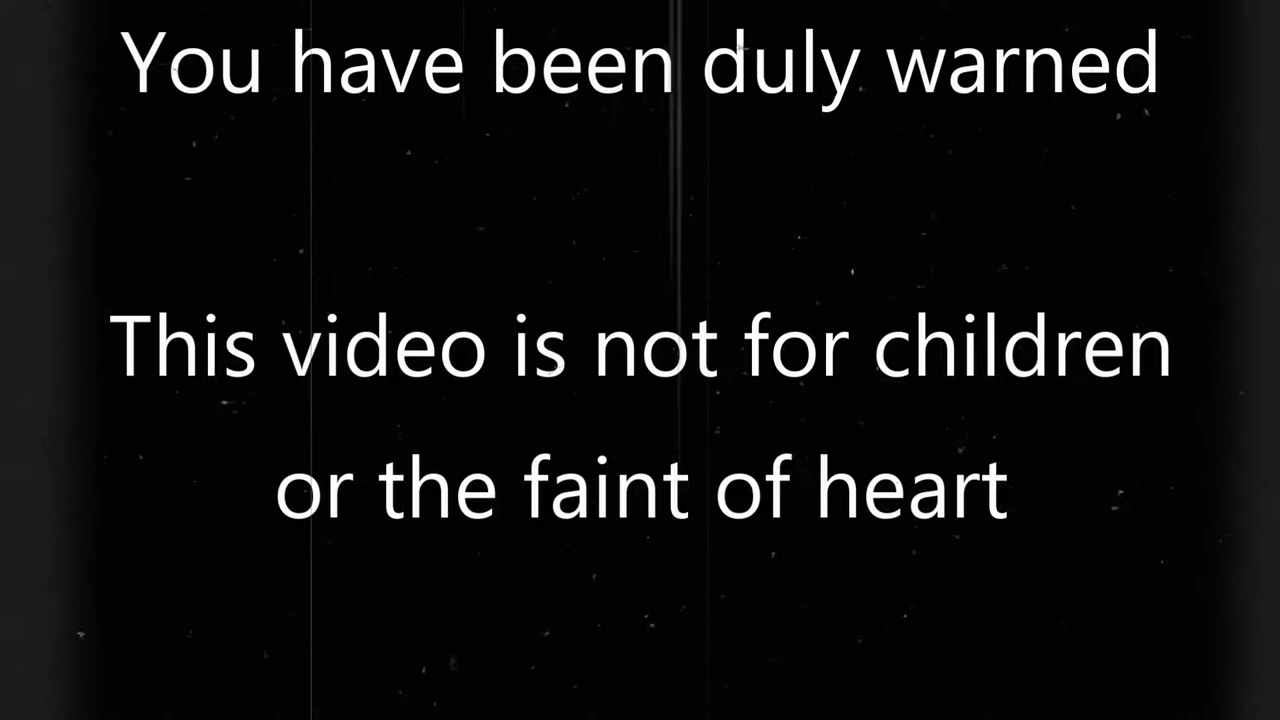 You have been duly warned
This video is not for children
or the faint of heart